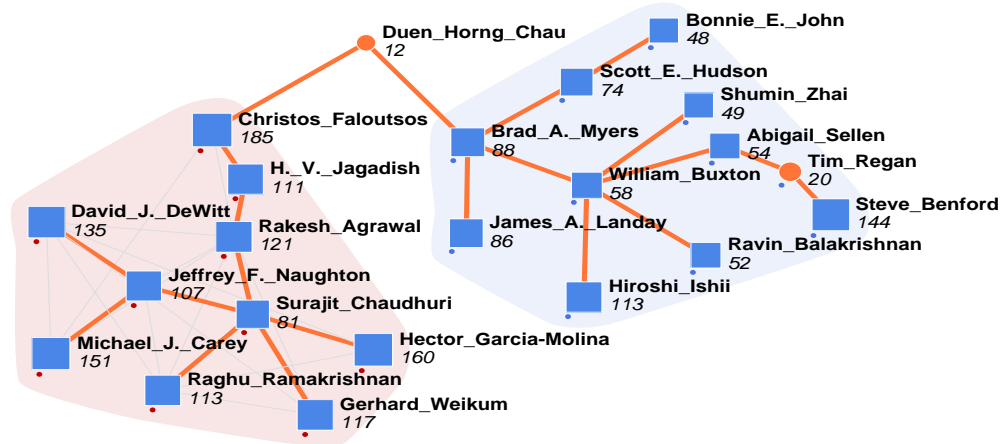 Duen_Horng_Chau
12
Bonnie_E._John
48
Scott_E._Hudson
74
Shumin_Zhai
49
Christos_Faloutsos
185
Brad_A._Myers
88
Abigail_Sellen
54
Tim_Regan
20
H._V._Jagadish
111
William_Buxton
58
Steve_Benford
144
David_J._DeWitt
135
Rakesh_Agrawal
121
James_A._Landay
86
Ravin_Balakrishnan
52
Jeffrey_F._Naughton
107
Surajit_Chaudhuri
81
Hiroshi_Ishii
113
Michael_J._Carey
151
Hector_Garcia-Molina
160
Raghu_Ramakrishnan
113
Gerhard_Weikum
117